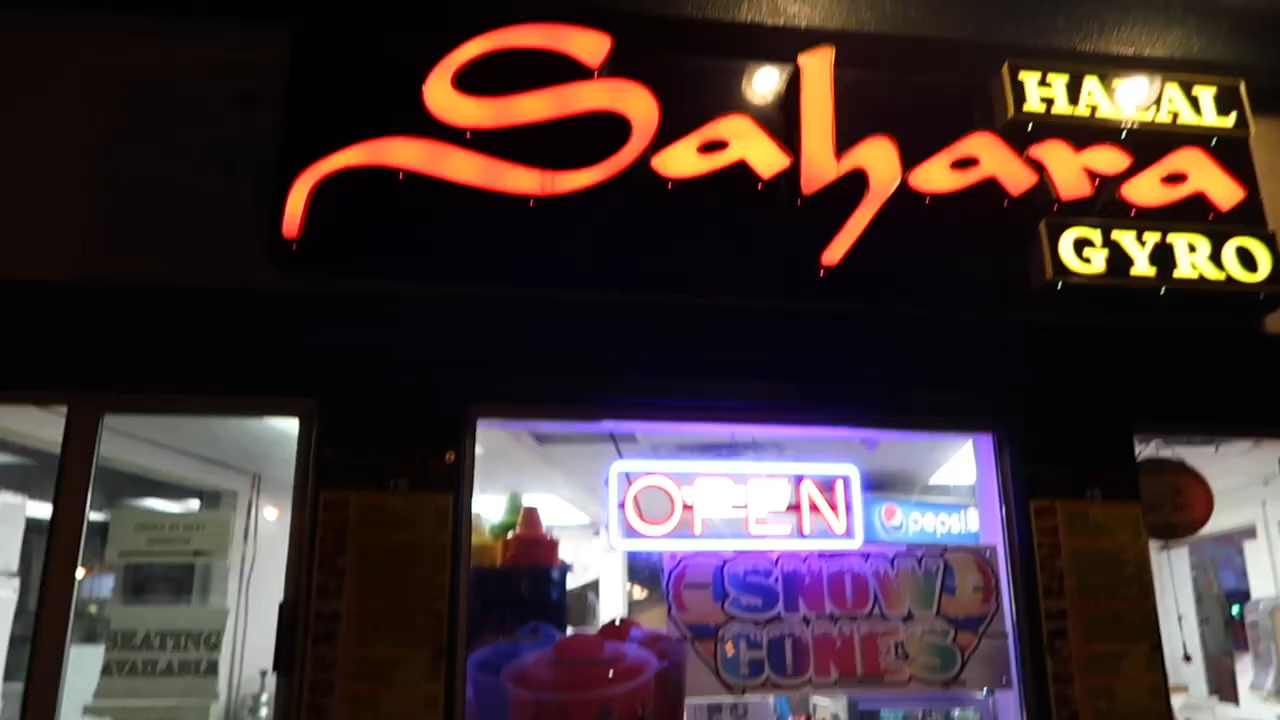 Sahara
HALAL
GYRO
OPEN
pepsi
SNOW
CONES
SEATING
AVAILABLE